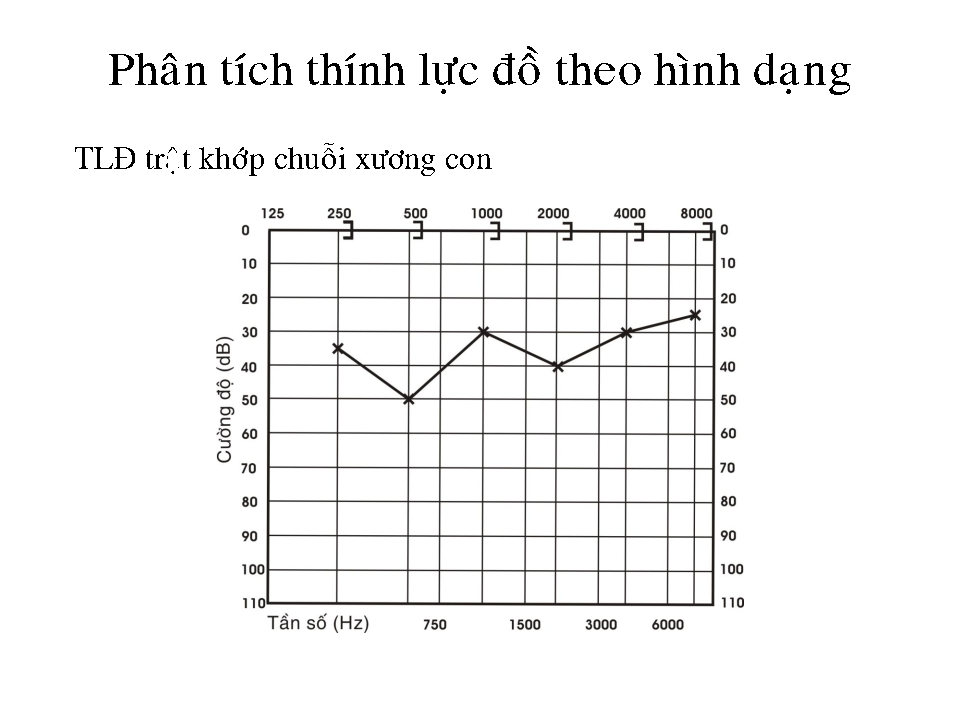 Phân tích thính lực đồ theo hình dạng
TLĐ trật khớp chuỗi xương con
125 250 500 1000 2000 4000 8000
0 0
10 10
20 20
30 30
40 40
50 50
60 60
70 70
80 80
90 90
100 100
110 110
Cường độ (dB)
Tần số (Hz) 750 1500 3000 6000